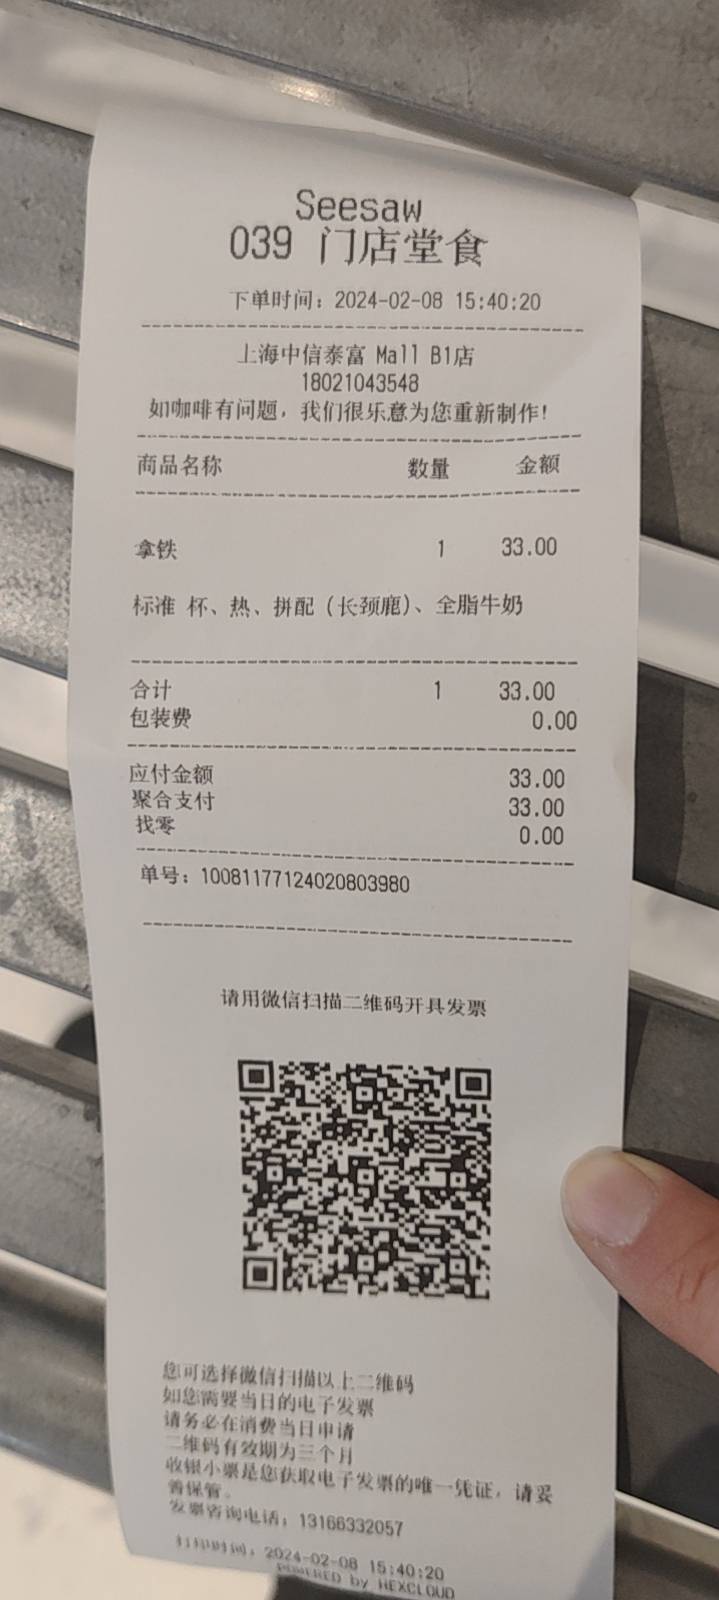 Seesaw
039 门店堂食
下单时间：2024-02-08 15:40:20
上海中信泰富 Mall B1店
18021043548
如咖啡有问题，我们很乐意为您重新制作！
商品名称 数量 金额
拿铁 1 33.00
标准 杯、热、拼配（长颈鹿）、全脂牛奶
合计 1 33.00
包装费 0.00
应付金额 33.00
聚合支付 33.00
找零 0.00
单号：10081177124020803980
请用微信扫描二维码开具发票
您可选择微信扫描以上二维码
如您需要当日的电子发票
请务必在消费当日申请
二维码有效期为三个月
收银小票是您获取电子发票的唯一凭证，请妥
善保管。
发票咨询电话：13166332057
打印时间：2024-02-08 15:40:20
POWERED by HEXCLOUD